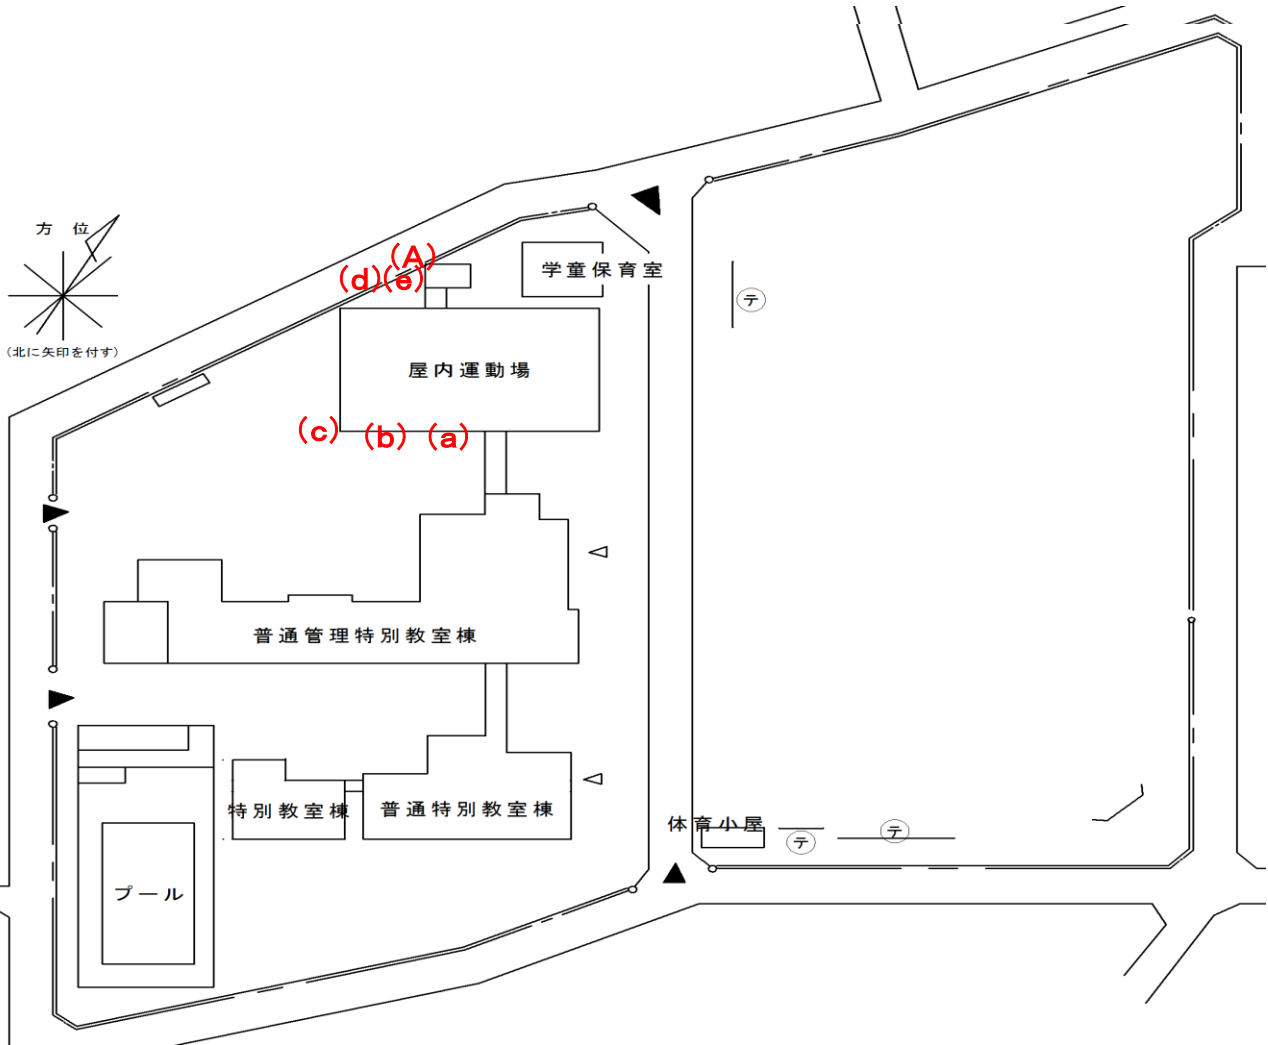 方 位
(北に矢印を付す)
(A)
(d)(e)
学童保育室
テ
屋内運動場
(c) (b) (a)
普通管理特別教室棟
特別教室棟
普通特別教室棟
体育小屋
テ
テ
プール